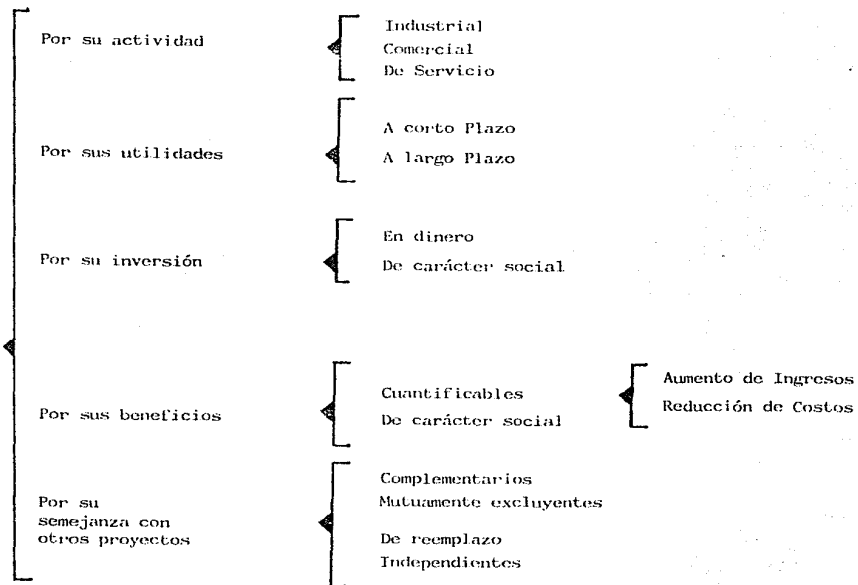 Por su actividad
Industrial
Comercial
De Servicio
Por sus utilidades
A corto Plazo
A largo Plazo
Por su inversión
En dinero
De carácter social
Por sus beneficios
Cuantificables
De carácter social
Aumento de Ingresos
Reducción de Costos
Por su
semejanza con
otros proyectos
Complementarios
Mutuamente excluyentes
De reemplazo
Independientes